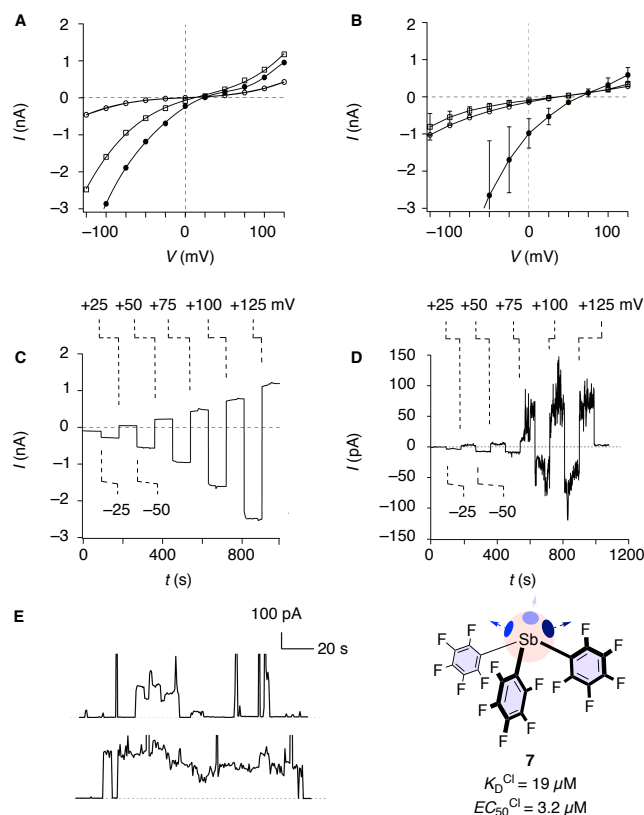 A
B
2
1
0
−1
−2
−3
I (nA)
−100
0
100
V (mV)
2
1
0
−1
−2
−3
I (nA)
−100
0
100
V (mV)
+25 +50 +75 +100 +125 mV
+25 +50 +75 +100 +125 mV
C
D
2
1
0
−1
−2
−3
I (nA)
−25 −50
0 200 400 600 800
t (s)
150
100
50
0
−50
−100
−150
I (pA)
−25 −50
0 400 800 1200
t (s)
E
100 pA
20 s
Sb
F F F F F
F F F F F
F F F F F
7
K_D^Cl = 19 µM
EC_50^Cl = 3.2 µM